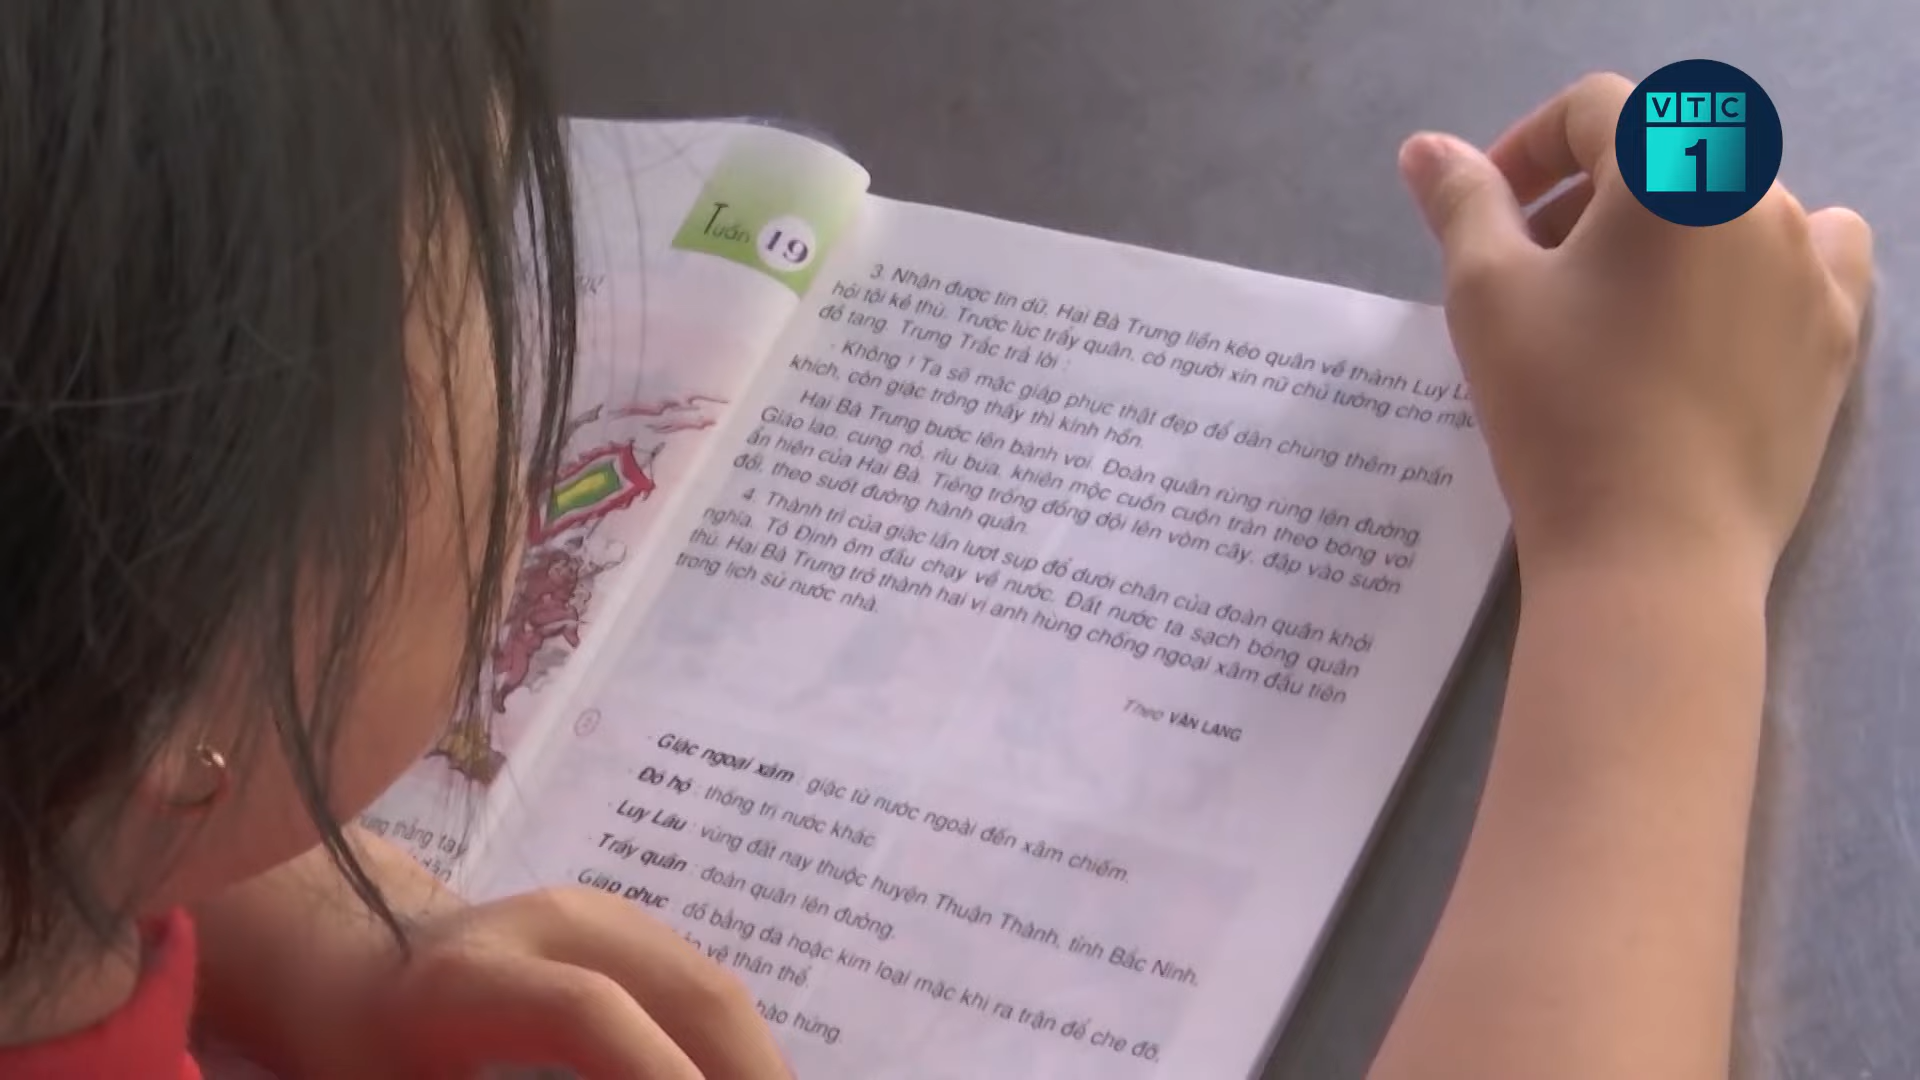 VTC
1
Tuần 19
3. Nhận được tin dữ, Hai Bà Trưng liền kéo quân về thành Luy
hỏi tội kẻ thù. Trước lúc trẩy quân, có người xin nữ chủ tướng cho mặc
đồ tang. Trưng Trắc trả lời :
- Không ! Ta sẽ mặc giáp phục thật đẹp để dân chúng thêm phấn
khích, còn giặc trông thấy thì kinh hồn.
Hai Bà Trưng bước lên bành voi. Đoàn quân rùng rùng lên đường
Giáo lao, cung nỏ, rìu búa, khiên mộc cuồn cuộn tràn theo bóng voi
ẩn hiện của Hai Bà. Tiếng trống đồng dội lên vòm cây, đập vào sườn
đồi, theo suốt đường hành quân.
4. Thành trì của giặc lần lượt sụp đổ dưới chân của đoàn quân khởi
nghĩa. Tô Định ôm đầu chạy về nước. Đất nước ta sạch bóng quân
thù. Hai Bà Trưng trở thành hai vị anh hùng chống ngoại xâm đầu tiên
trong lịch sử nước nhà.
Theo VĂN LANG
- Giặc ngoại xâm : giặc từ nước ngoài đến xâm chiếm.
- Đô hộ : thống trị nước khác
- Luy Lâu : vùng đất nay thuộc huyện Thuận Thành, tỉnh Bắc Ninh.
- Trẩy quân : đoàn quân lên đường.
Giáp phục : đồ bằng da hoặc kim loại mặc khi ra trận để che đỡ,
vệ thân thể.
hào hứng.
thẳng tay